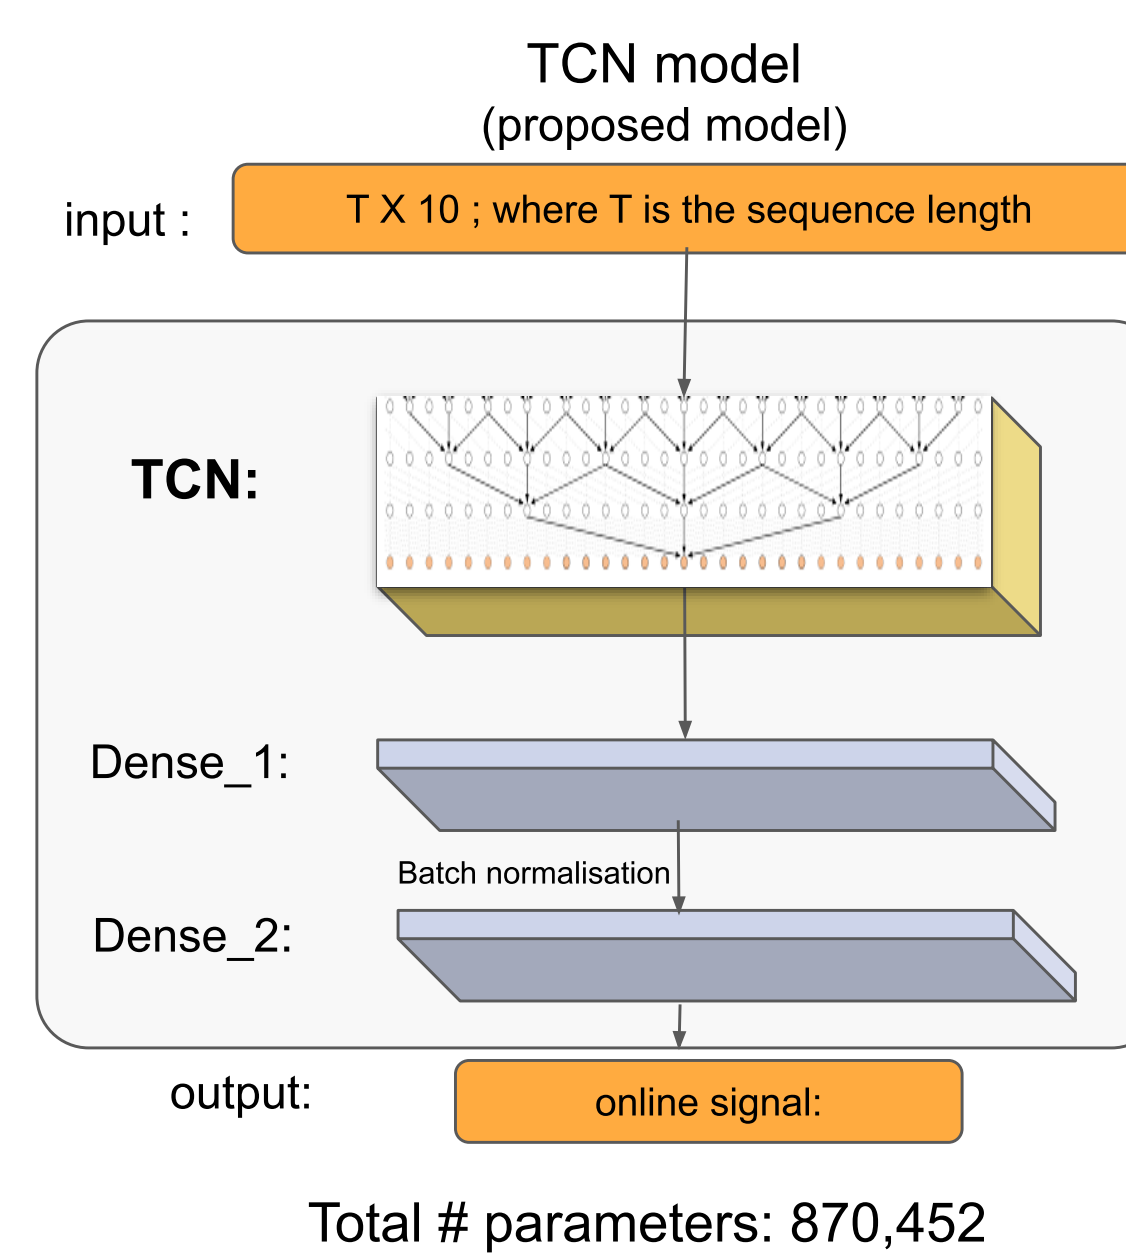 TCN model
(proposed model)
input :
T X 10 ; where T is the sequence length
TCN:
Dense_1:
Batch normalisation
Dense_2:
output:
online signal:
Total # parameters: 870,452